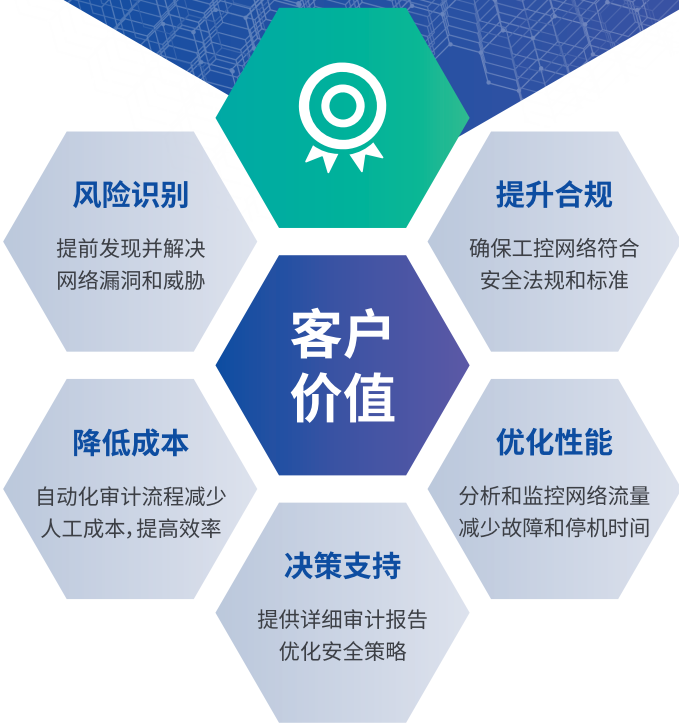 风险识别
提前发现并解决
网络漏洞和威胁
提升合规
确保工控网络符合
安全法规和标准
客户
价值
降低成本
自动化审计流程减少
人工成本，提高效率
优化性能
分析和监控网络流量
减少故障和停机时间
决策支持
提供详细审计报告
优化安全策略